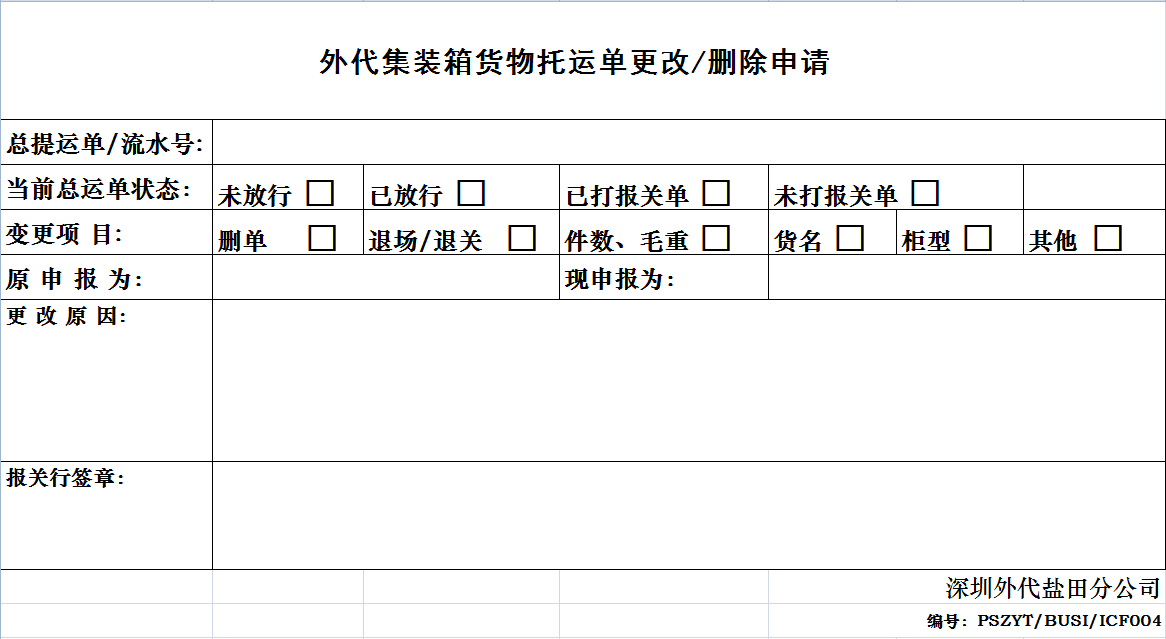 外代集装箱货物托运单更改/删除申请
总提运单/流水号:
当前总运单状态: 未放行 □ 已放行 □ 已打报关单 □ 未打报关单 □
变更项 目: 删单 □ 退场/退关 □ 件数、毛重 □ 货名 □ 柜型 □ 其他 □
原 申 报 为: 现申报为:
更 改 原 因:
报关行签章:
深圳外代盐田分公司
编号: PSZYT/BUSI/ICF004